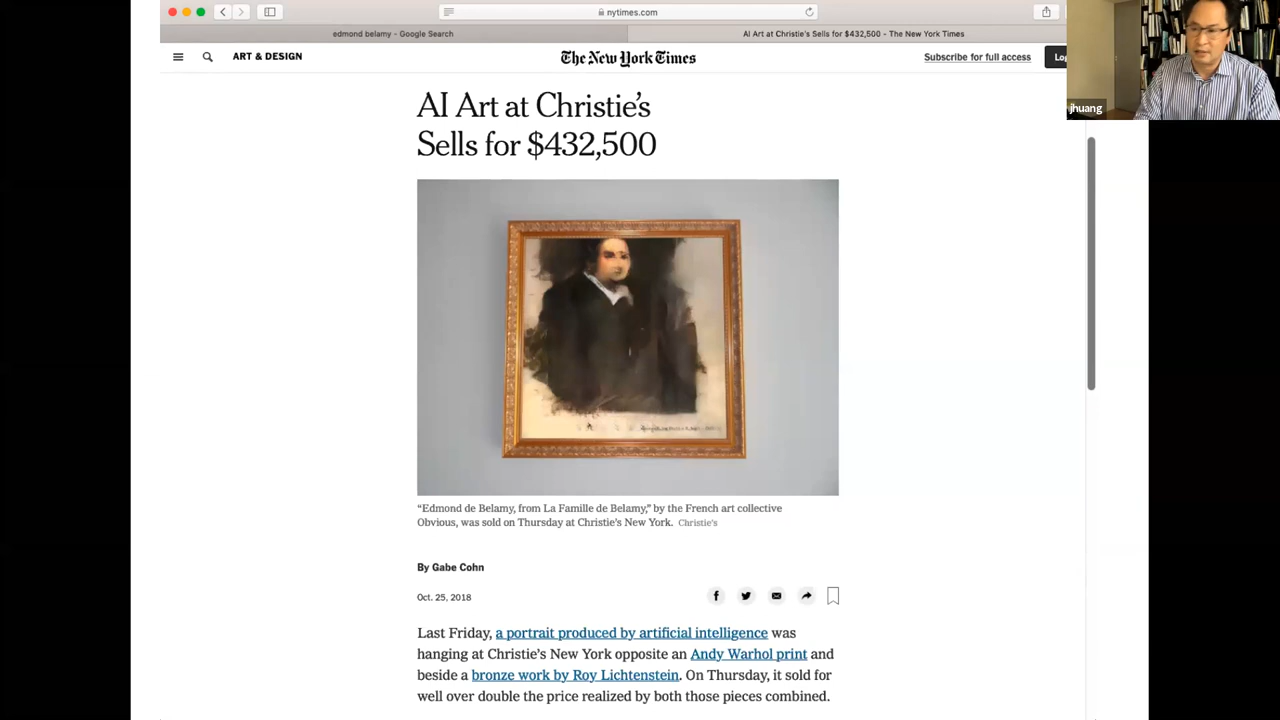 nytimes.com
edmond belamy - Google Search
AI Art at Christie's Sells for $432,500 - The New York Times
ART & DESIGN
The New York Times
Subscribe for full access
Log
jhuang
AI Art at Christie's
Sells for $432,500
“Edmond de Belamy, from La Famille de Belamy,” by the French art collective
Obvious, was sold on Thursday at Christie's New York. Christie's
By Gabe Cohn
Oct. 25, 2018
Last Friday, a portrait produced by artificial intelligence was
hanging at Christie's New York opposite an Andy Warhol print and
beside a bronze work by Roy Lichtenstein. On Thursday, it sold for
well over double the price realized by both those pieces combined.